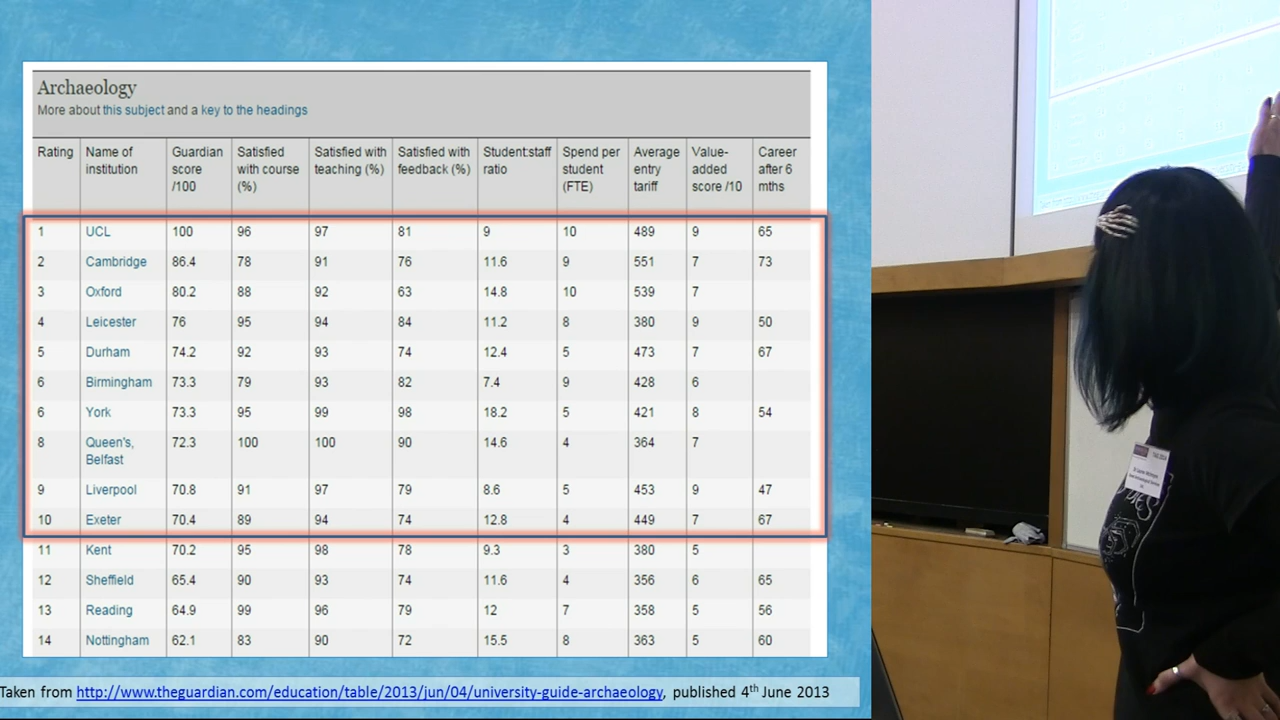 Archaeology
More about this subject and a key to the headings
Rating Name of institution Guardian score /100 Satisfied with course (%) Satisfied with teaching (%) Satisfied with feedback (%) Student:staff ratio Spend per student (FTE) Average entry tariff Value-added score /10 Career after 6 mths
1 UCL 100 96 97 81 9 10 489 9 65
2 Cambridge 86.4 78 91 76 11.6 9 551 7 73
3 Oxford 80.2 88 92 63 14.8 10 539 7
4 Leicester 76 95 94 84 11.2 8 380 9 50
5 Durham 74.2 92 93 74 12.4 5 473 7 67
6 Birmingham 73.3 79 93 82 7.4 9 428 6
6 York 73.3 95 99 98 18.2 5 421 8 54
8 Queen's, Belfast 72.3 100 100 90 14.6 4 364 7
9 Liverpool 70.8 91 97 79 8.6 5 453 9 47
10 Exeter 70.4 89 94 74 12.8 4 449 7 67
11 Kent 70.2 95 98 78 9.3 3 380 5
12 Sheffield 65.4 90 93 74 11.6 4 356 6 65
13 Reading 64.9 99 96 79 12 7 358 5 56
14 Nottingham 62.1 83 90 72 15.5 8 363 5 60
Taken from http://www.theguardian.com/education/table/2013/jun/04/university-guide-archaeology, published 4th June 2013